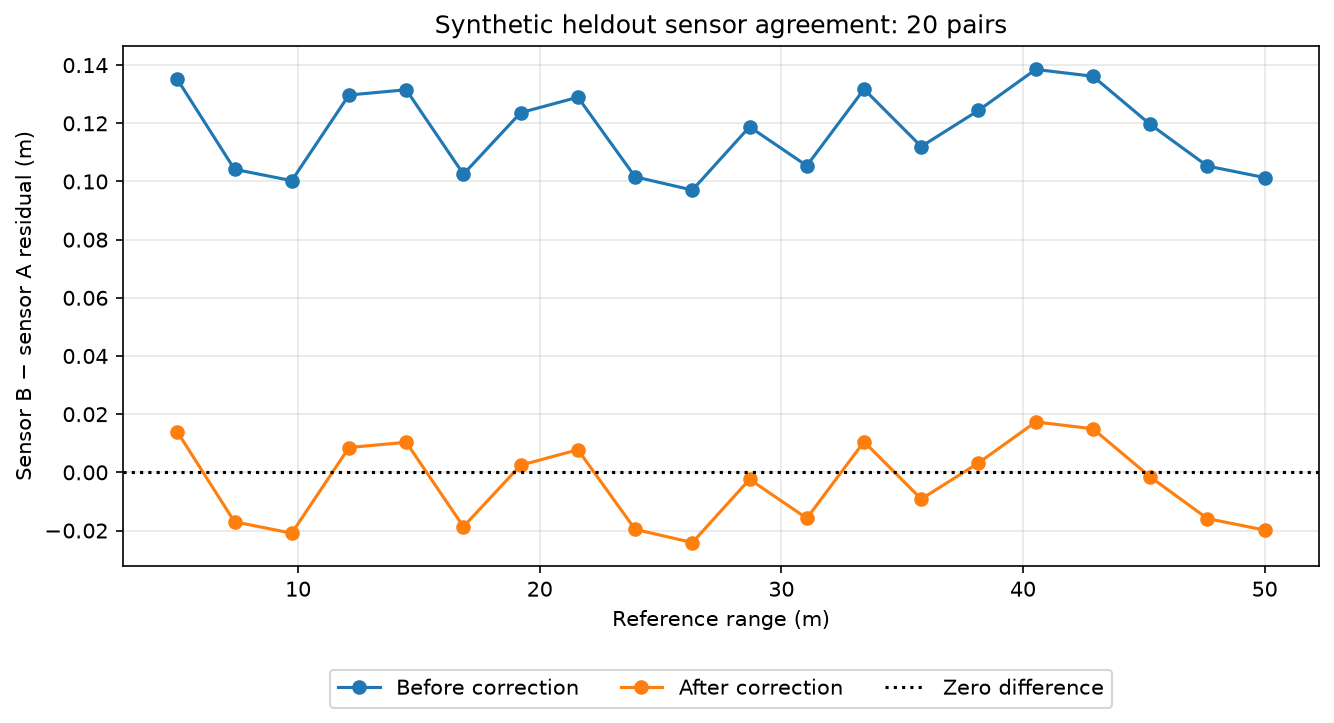 Synthetic heldout sensor agreement: 20 pairs
Sensor B − sensor A residual (m)
0.14
0.12
0.10
0.08
0.06
0.04
0.02
0.00
−0.02
10 20 30 40 50
Reference range (m)
Before correction After correction Zero difference